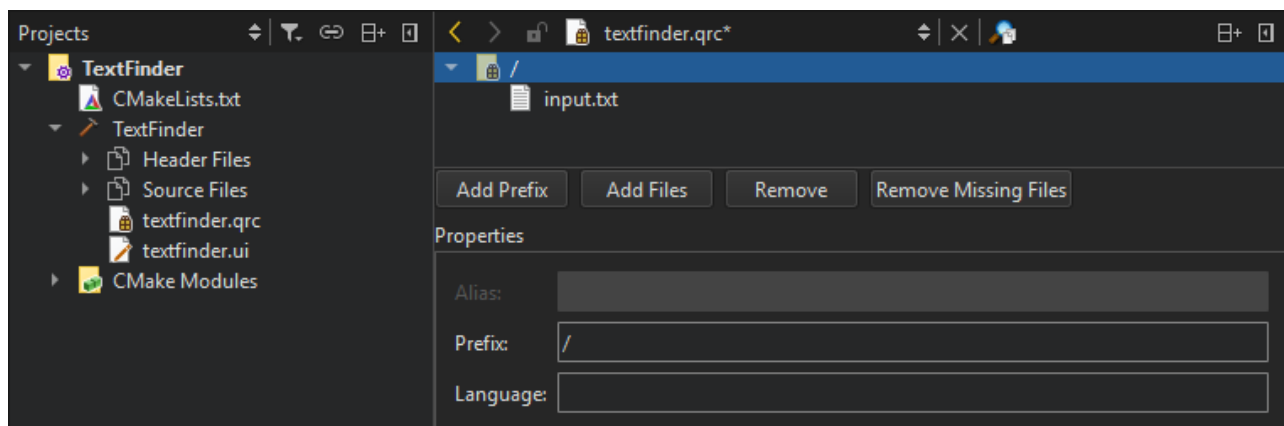 Projects
TextFinder
CMakeLists.txt
TextFinder
Header Files
Source Files
textfinder.qrc
textfinder.ui
CMake Modules
textfinder.qrc*
/
input.txt
Add Prefix Add Files Remove Remove Missing Files
Properties
Alias:
Prefix: /
Language: